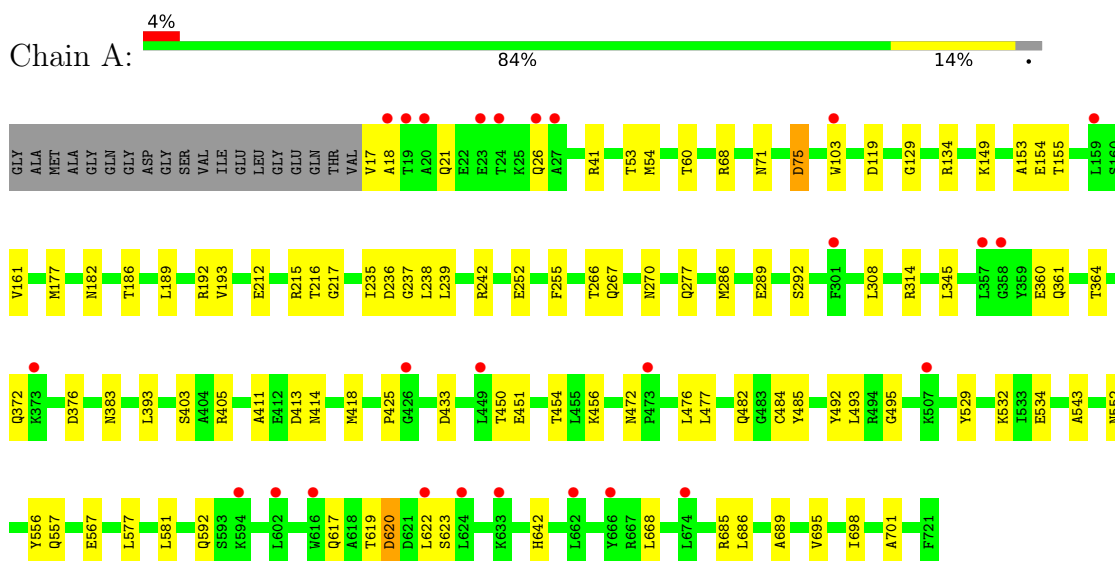 4%
Chain A:
84% 14% •
GLY ALA MET ALA GLY GLN GLY ASP GLY SER VAL ILE GLU LEU GLY GLU GLN THR VAL V17 A18 T19 A20 Q21 E22 E23 T24 K25 Q26 A27 R41 T53 M54 T60 R68 N71 D75 W103 D119 G129 R134 K149 A153 E154 T155 L159 S160
V161 M177 N182 T186 L189 R192 V193 E212 R215 T216 G217 I235 D236 G237 L238 L239 R242 E252 F255 T266 Q267 N270 Q277 M286 E289 S292 F301 L308 R314 L345 L357 G358 Y359 E360 Q361 T364
Q372 K373 D376 N383 L393 S403 A404 R405 A411 E412 D413 N414 M418 P425 G426 D433 L449 T450 E451 T454 L455 K456 N472 P473 L476 L477 Q482 G483 C484 Y485 Y492 L493 R494 G495 K507 Y529 K532 I533 E534 A543 N552
Y556 Q557 E567 L577 L581 Q592 S593 K594 L602 W616 Q617 A618 T619 D620 D621 L622 S623 L624 K633 H642 L662 Y666 R667 L668 L674 R685 L686 A689 V695 I698 A701 F721